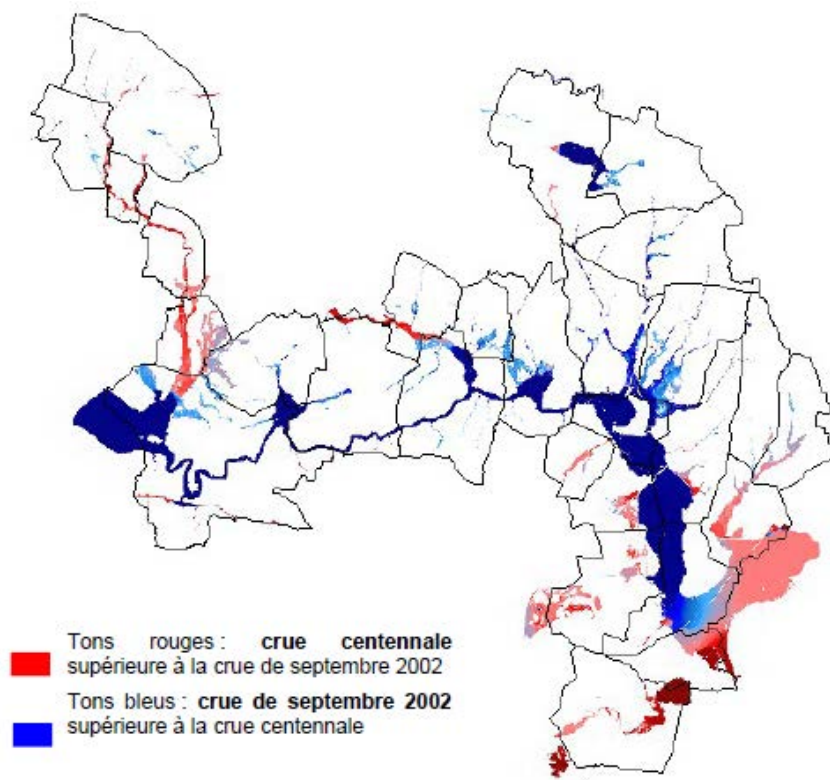 Tons rouges : crue centennale
supérieure à la crue de septembre 2002
Tons bleus : crue de septembre 2002
supérieure à la crue centennale